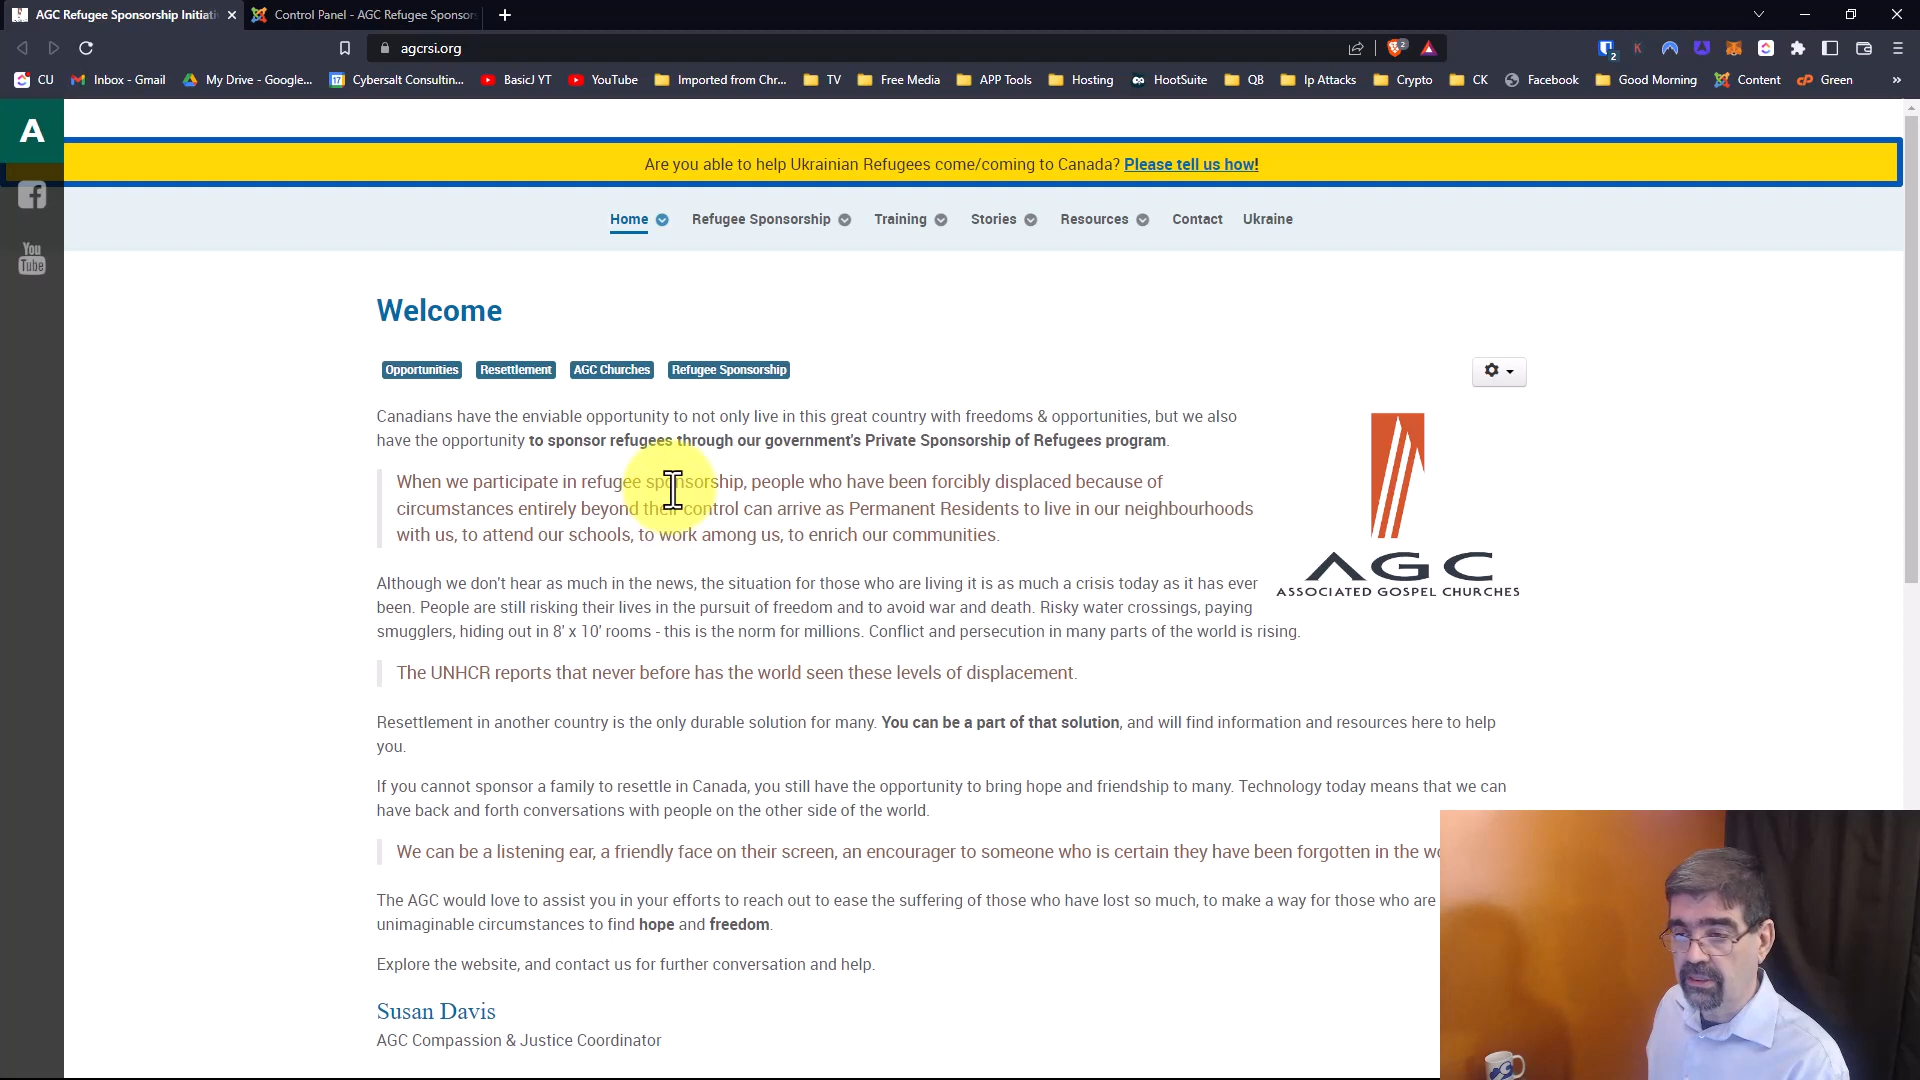 AGC Refugee Sponsorship Initiati
Control Panel - AGC Refugee Sponsor
agcrsi.org
2
2
CU
Inbox - Gmail
My Drive - Google...
17
Cybersalt Consultin...
BasicJ YT
YouTube
Imported from Chr...
TV
Free Media
APP Tools
Hosting
HootSuite
QB
Ip Attacks
Crypto
CK
Facebook
Good Morning
Content
cP
Green
»
A
You
Tube
Are you able to help Ukrainian Refugees come/coming to Canada? Please tell us how!
Home
Refugee Sponsorship
Training
Stories
Resources
Contact
Ukraine
Welcome
Opportunities
Resettlement
AGC Churches
Refugee Sponsorship
Canadians have the enviable opportunity to not only live in this great country with freedoms & opportunities, but we also
have the opportunity to sponsor refugees through our government's Private Sponsorship of Refugees program.
When we participate in refugee sponsorship, people who have been forcibly displaced because of
circumstances entirely beyond their control can arrive as Permanent Residents to live in our neighbourhoods
with us, to attend our schools, to work among us, to enrich our communities.
AGC
ASSOCIATED GOSPEL CHURCHES
Although we don't hear as much in the news, the situation for those who are living it is as much a crisis today as it has ever
been. People are still risking their lives in the pursuit of freedom and to avoid war and death. Risky water crossings, paying
smugglers, hiding out in 8' x 10' rooms - this is the norm for millions. Conflict and persecution in many parts of the world is rising.
The UNHCR reports that never before has the world seen these levels of displacement.
Resettlement in another country is the only durable solution for many. You can be a part of that solution, and will find information and resources here to help
you.
If you cannot sponsor a family to resettle in Canada, you still have the opportunity to bring hope and friendship to many. Technology today means that we can
have back and forth conversations with people on the other side of the world.
We can be a listening ear, a friendly face on their screen, an encourager to someone who is certain they have been forgotten in the wo
The AGC would love to assist you in your efforts to reach out to ease the suffering of those who have lost so much, to make a way for those who are
unimaginable circumstances to find hope and freedom.
Explore the website, and contact us for further conversation and help.
Susan Davis
AGC Compassion & Justice Coordinator